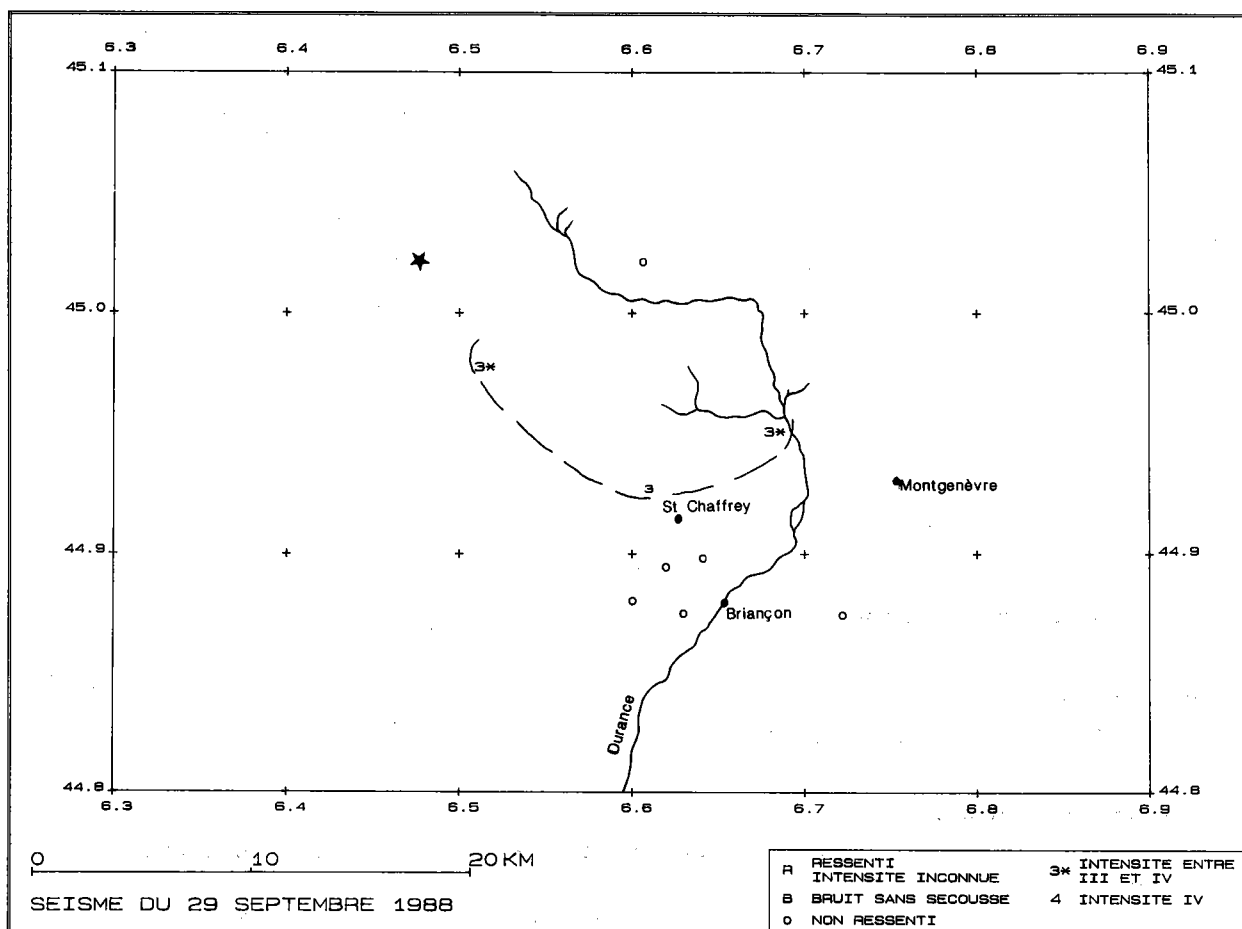 6.3 6.4 6.5 6.6 6.7 6.8 6.9
45.1 45.1
45.0 45.0
3*
3*
3
Montgenèvre
St Chaffrey
44.9 44.9
Briançon
Durance
44.8 44.8
6.3 6.4 6.5 6.6 6.7 6.8 6.9
0 10 20 KM
SEISME DU 29 SEPTEMBRE 1988
R RESSENTI
INTENSITE INCONNUE
B BRUIT SANS SECOUSSE
o NON RESSENTI
3* INTENSITE ENTRE
III ET IV
4 INTENSITE IV